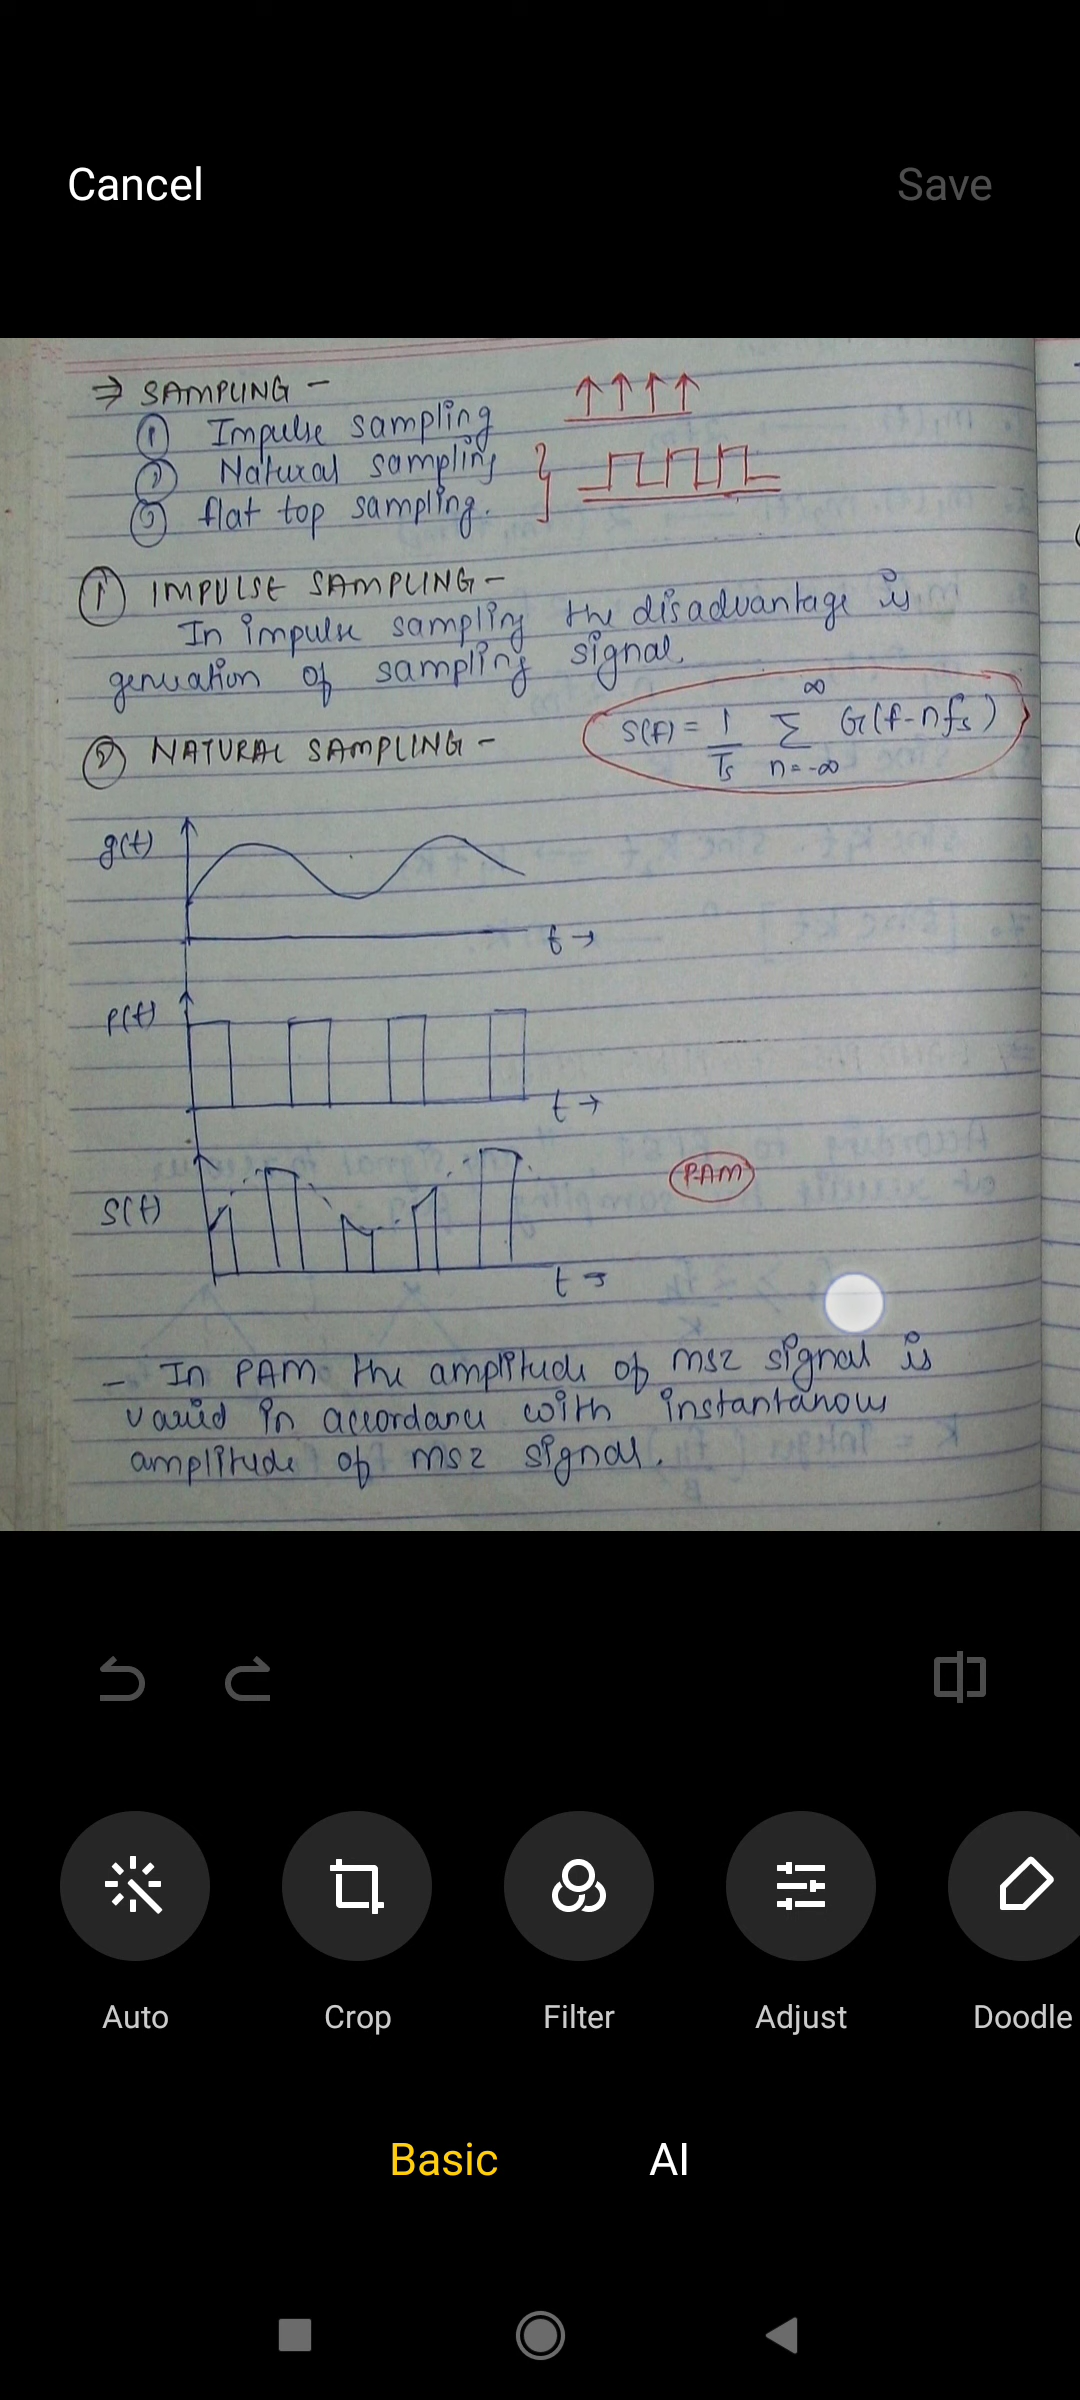 Cancel
Save
⇒ SAMPLING -
① Impulse sampling
② Natural sampling
③ flat top sampling.
① IMPULSE SAMPLING -
In impulse sampling the disadvantage is
genuation of sampling signal.
② NATURAL SAMPLING -
S(f) = 1/Ts ∞ Σ n=-∞ G(f-nfs)
g(t)
t →
p(t)
t →
S(t)
PAM
t →
- In PAM the amplitude of msz signal is
varied in accordance with instantanous
amplitude of msz signal.
Auto
Crop
Filter
Adjust
Doodle
Basic
AI